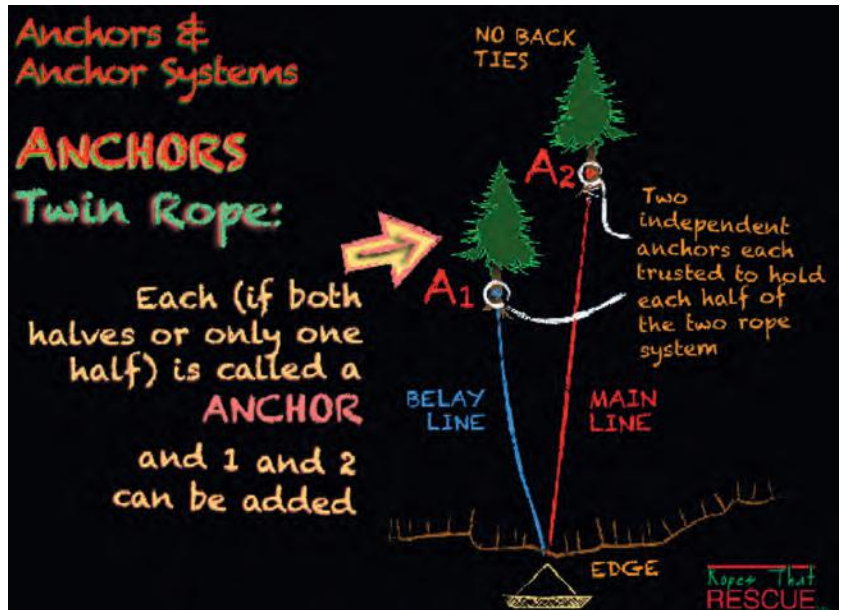 Anchors &
Anchor Systems
ANCHORS
Twin Rope:
Each (if both
halves or only one
half) is called a
ANCHOR
and 1 and 2
can be added
NO BACK
TIES
A2
A1
Two
independent
anchors each
trusted to hold
each half of
the two rope
system
BELAY
LINE
MAIN
LINE
EDGE
Ropes That
RESCUE